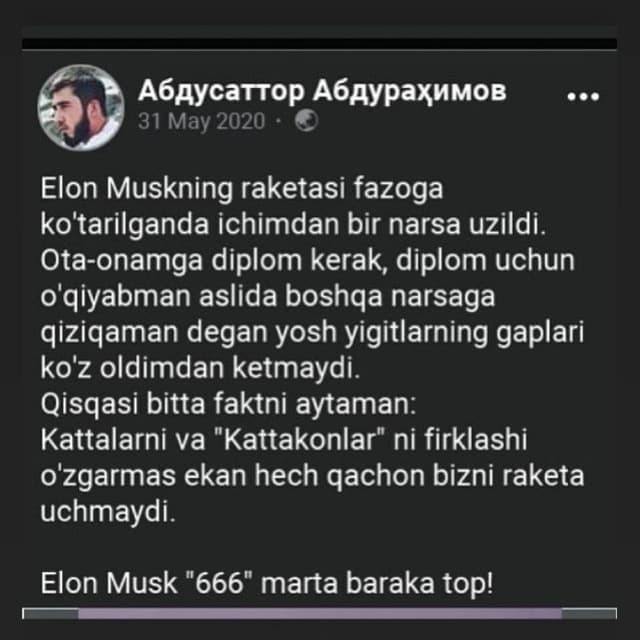 Абдусаттор Абдураҳимов
31 May 2020 ·
Elon Muskning raketasi fazoga
ko'tarilganda ichimdan bir narsa uzildi.
Ota-onamga diplom kerak, diplom uchun
o'qiyabman aslida boshqa narsaga
qiziqaman degan yosh yigitlarning gaplari
ko'z oldimdan ketmaydi.
Qisqasi bitta faktni aytaman:
Kattalarni va "Kattakonlar" ni firklashi
o'zgarmas ekan hech qachon bizni raketa
uchmaydi.
Elon Musk "666" marta baraka top!